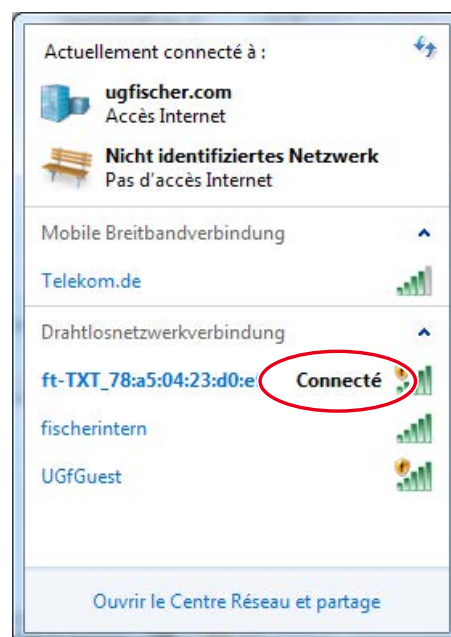 Actuellement connecté à :
ugfischer.com
Accès Internet
Nicht identifiziertes Netzwerk
Pas d'accès Internet
Mobile Breitbandverbindung
Telekom.de
Drahtlosnetzwerkverbindung
ft-TXT_78:a5:04:23:d0:e Connecté
fischerintern
UGfGuest
Ouvrir le Centre Réseau et partage